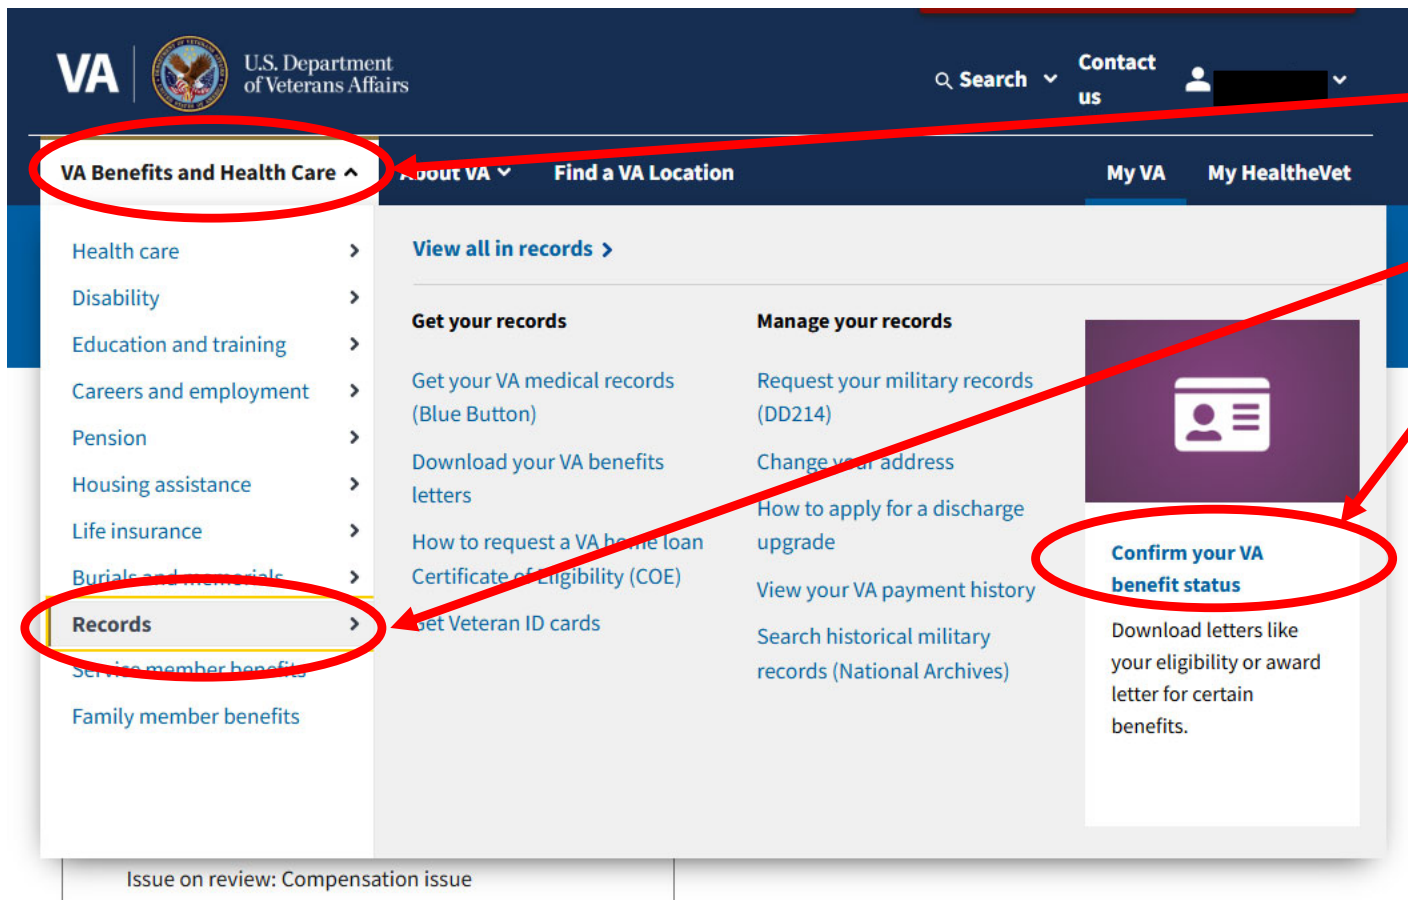 VA
U.S. Department
of Veterans Affairs
Search
Contact
us
VA Benefits and Health Care
About VA
Find a VA Location
My VA
My HealtheVet
Health care
Disability
Education and training
Careers and employment
Pension
Housing assistance
Life insurance
Burials and memorials
Records
Service member benefits
Family member benefits
View all in records
Get your records
Get your VA medical records
(Blue Button)
Download your VA benefits
letters
How to request a VA home loan
Certificate of Eligibility (COE)
Get Veteran ID cards
Manage your records
Request your military records
(DD214)
Change your address
How to apply for a discharge
upgrade
View your VA payment history
Search historical military
records (National Archives)
Confirm your VA
benefit status
Download letters like
your eligibility or award
letter for certain
benefits.
Issue on review: Compensation issue